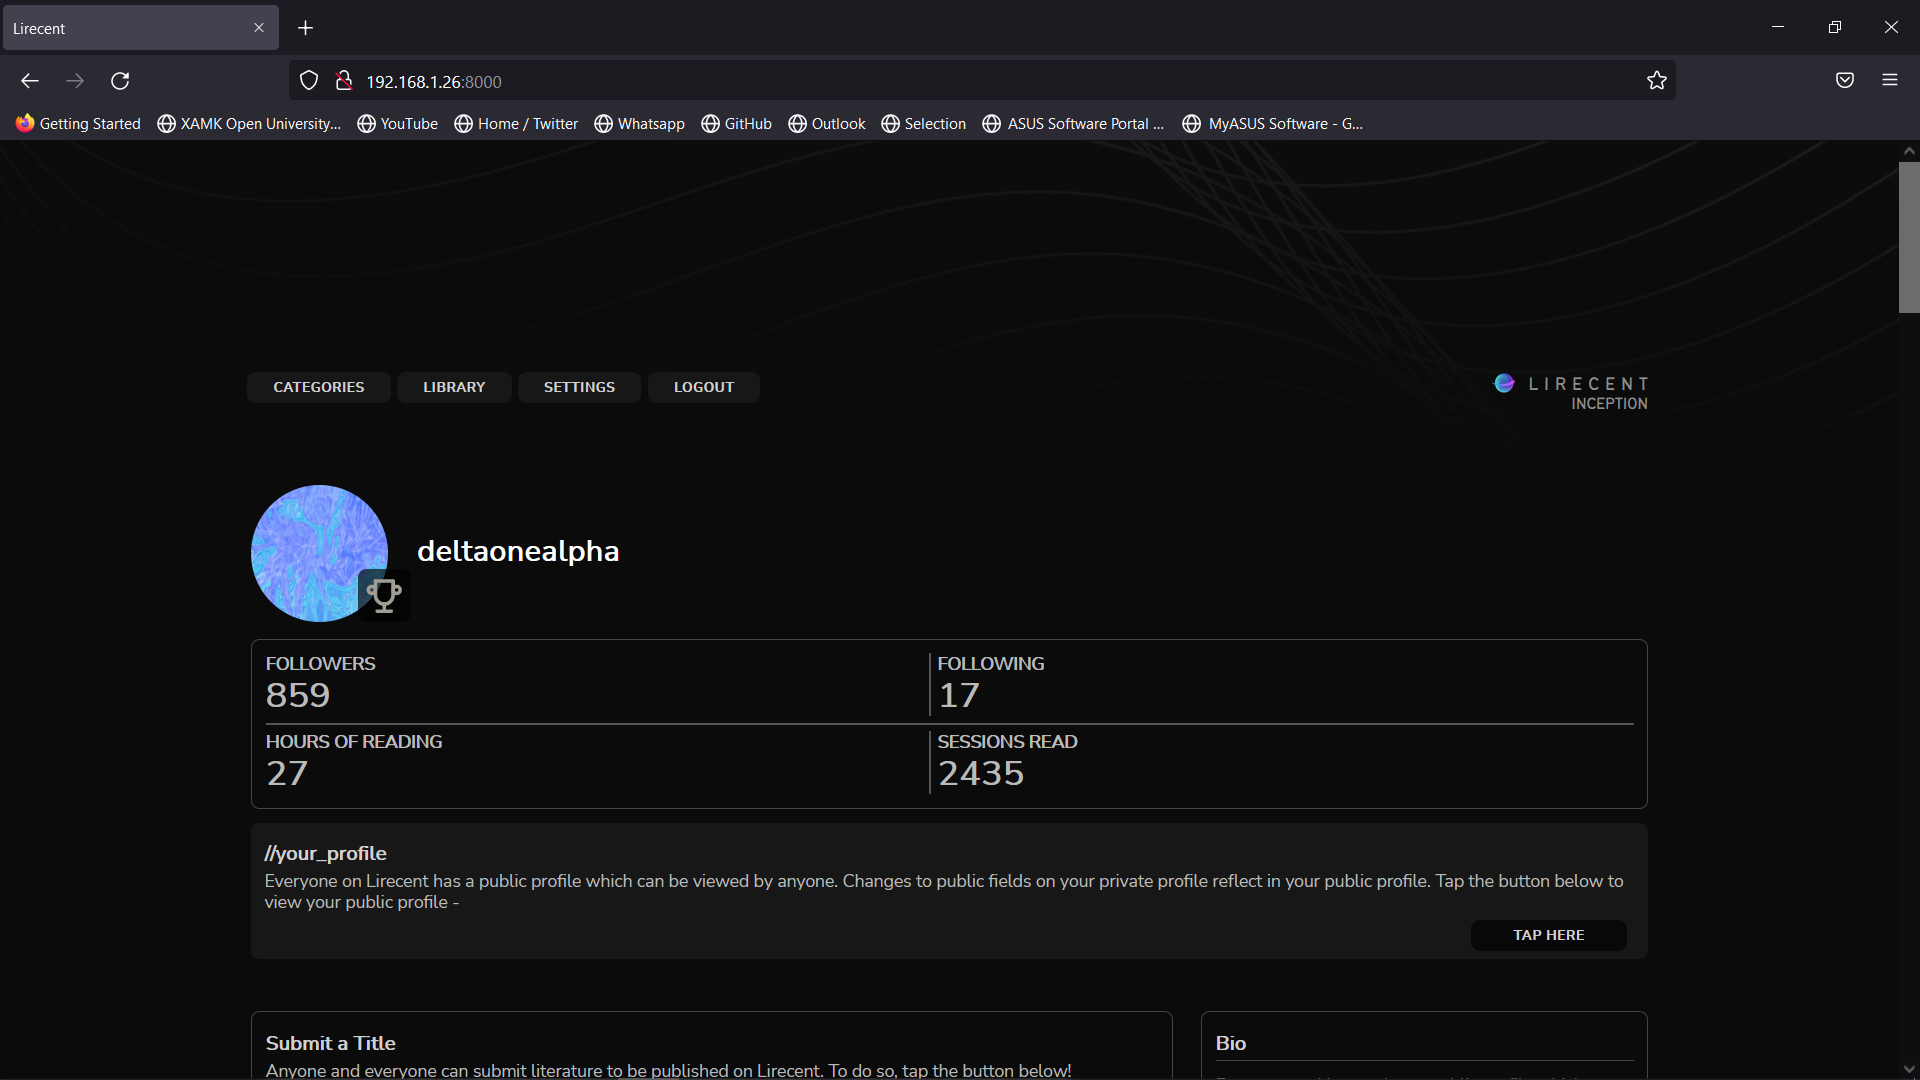 Lirecent
192.168.1.26:8000
Getting Started XAMK Open University... YouTube Home / Twitter Whatsapp GitHub Outlook Selection ASUS Software Portal ... MyASUS Software - G...
CATEGORIES LIBRARY SETTINGS LOGOUT
LIRECENT
INCEPTION
deltaonealpha
FOLLOWERS FOLLOWING
859 17
HOURS OF READING SESSIONS READ
27 2435
//your_profile
Everyone on Lirecent has a public profile which can be viewed by anyone. Changes to public fields on your private profile reflect in your public profile. Tap the button below to
view your public profile -
TAP HERE
Submit a Title
Anyone and everyone can submit literature to be published on Lirecent. To do so, tap the button below!
Bio